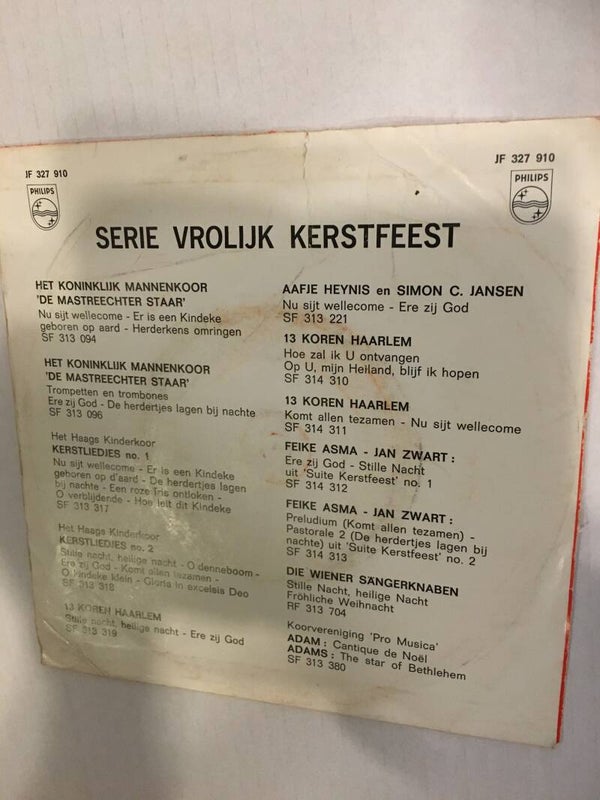 JF 327 910
PHILIPS
JF 327 910
PHILIPS
SERIE VROLIJK KERSTFEEST
HET KONINKLIJK MANNENKOOR
'DE MASTREECHTER STAAR'
Nu sijt wellecome - Er is een Kindeke
geboren op aard - Herderkens omringen
SF 313 094
HET KONINKLIJK MANNENKOOR
'DE MASTREECHTER STAAR'
Trompetten en trombones
Ere zij God - De herdertjes lagen bij nachte
SF 313 096
Het Haags Kinderkoor
KERSTLIEDJES no. 1
Nu sijt wellecome - Er is een Kindeke
geboren op d'aard - De herdertjes lagen
bij nachte - Een roze fris ontloken -
O verblijdende - Hoe leit dit Kindeke
SF 313 317
Het Haags Kinderkoor
KERSTLIEDJES no. 2
Stille nacht, heilige nacht - O denneboom -
Ere zij God - Komt allen tezamen -
O kindeke klein - Gloria in excelsis Deo
SF 313 318
13 KOREN HAARLEM
Stille nacht, heilige nacht - Ere zij God
SF 313 319
AAFJE HEYNIS en SIMON C. JANSEN
Nu sijt wellecome - Ere zij God
SF 313 221
13 KOREN HAARLEM
Hoe zal ik U ontvangen
Op U, mijn Heiland, blijf ik hopen
SF 314 310
13 KOREN HAARLEM
Komt allen tezamen - Nu sijt wellecome
SF 314 311
FEIKE ASMA - JAN ZWART :
Ere zij God - Stille Nacht
uit 'Suite Kerstfeest' no. 1
SF 314 312
FEIKE ASMA - JAN ZWART :
Preludium (Komt allen tezamen) -
Pastorale 2 (De herdertjes lagen bij
nachte) uit 'Suite Kerstfeest' no. 2
SF 314 313
DIE WIENER SÄNGERKNABEN
Stille Nacht, heilige Nacht
Fröhliche Weihnacht
RF 313 704
Koorvereniging 'Pro Musica'
ADAM : Cantique de Noël
ADAMS : The star of Bethlehem
SF 313 380